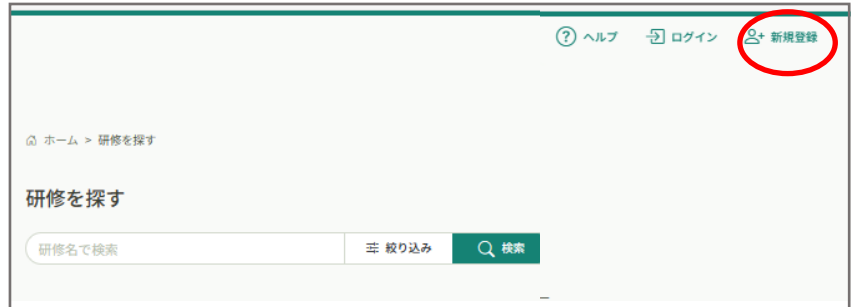 ヘルプ ログイン 新規登録
ホーム > 研修を探す
研修を探す
研修名で検索 絞り込み 検索